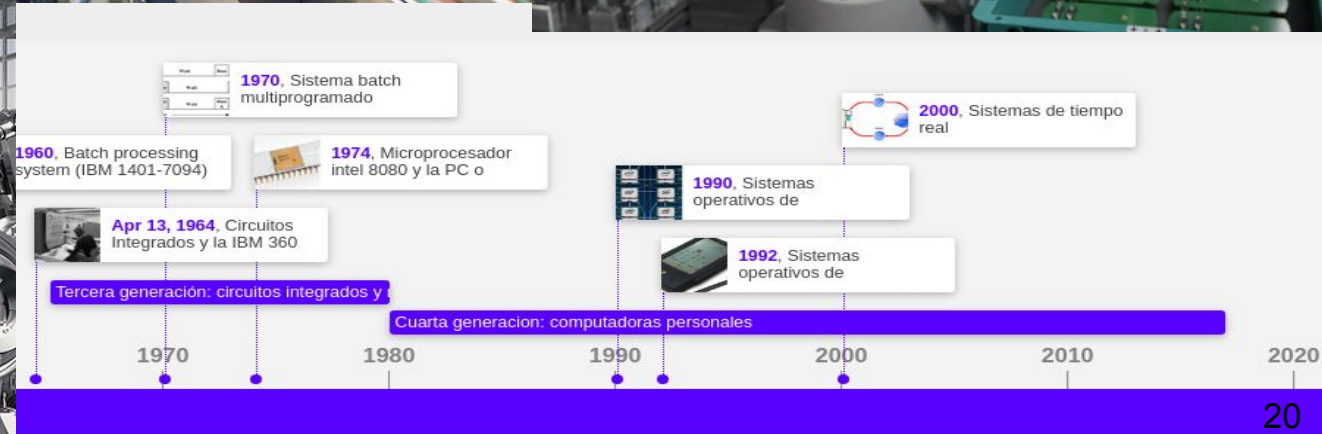 1970, Sistema batch
multiprogramado
2000, Sistemas de tiempo
real
1960, Batch processing
system (IBM 1401-7094)
1974, Microprocesador
intel 8080 y la PC o
1990, Sistemas
operativos de
Apr 13, 1964, Circuitos
Integrados y la IBM 360
1992, Sistemas
operativos de
Tercera generación: circuitos integrados y
Cuarta generacion: computadoras personales
1970 1980 1990 2000 2010 2020
20